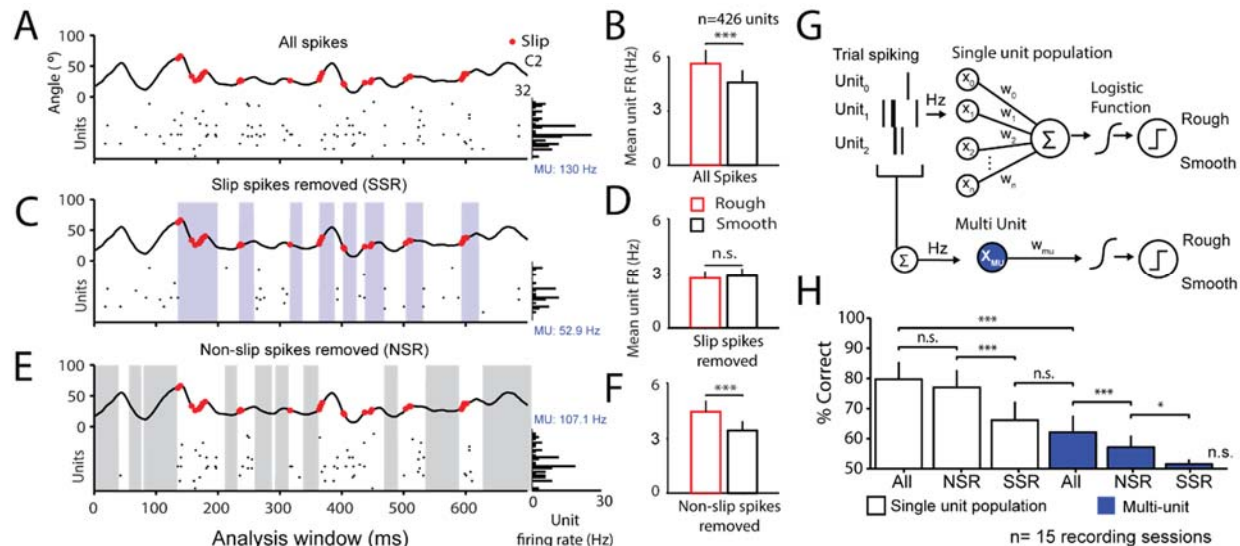 A
All spikes
Slip
C2
32
Angle (°)
100
50
0
Units
MU: 130 Hz
B
n=426 units
***
Mean unit FR (Hz)
6
3
0
All Spikes
C
Slip spikes removed (SSR)
100
50
0
Units
MU: 52.9 Hz
D
Rough
Smooth
Mean unit FR (Hz)
6
3
0
n.s.
Slip spikes
removed
E
Non-slip spikes removed (NSR)
100
50
0
Units
MU: 107.1 Hz
0 100 200 300 400 500 600
Analysis window (ms)
0 30
Unit
firing rate (Hz)
F
***
6
3
0
Non-slip spikes
removed
G
Trial spiking
Unit0
Unit1
Unit2
Hz
Single unit population
X0
X1
X2
Xn
w0
w1
w2
wn
Σ
Logistic
Function
Rough
Smooth
Multi Unit
Σ
Hz
XMU
wmu
Rough
Smooth
H
% Correct
100
90
80
70
60
50
***
n.s.
***
n.s.
***
*
n.s.
All NSR SSR All NSR SSR
Single unit population
Multi-unit
n= 15 recording sessions